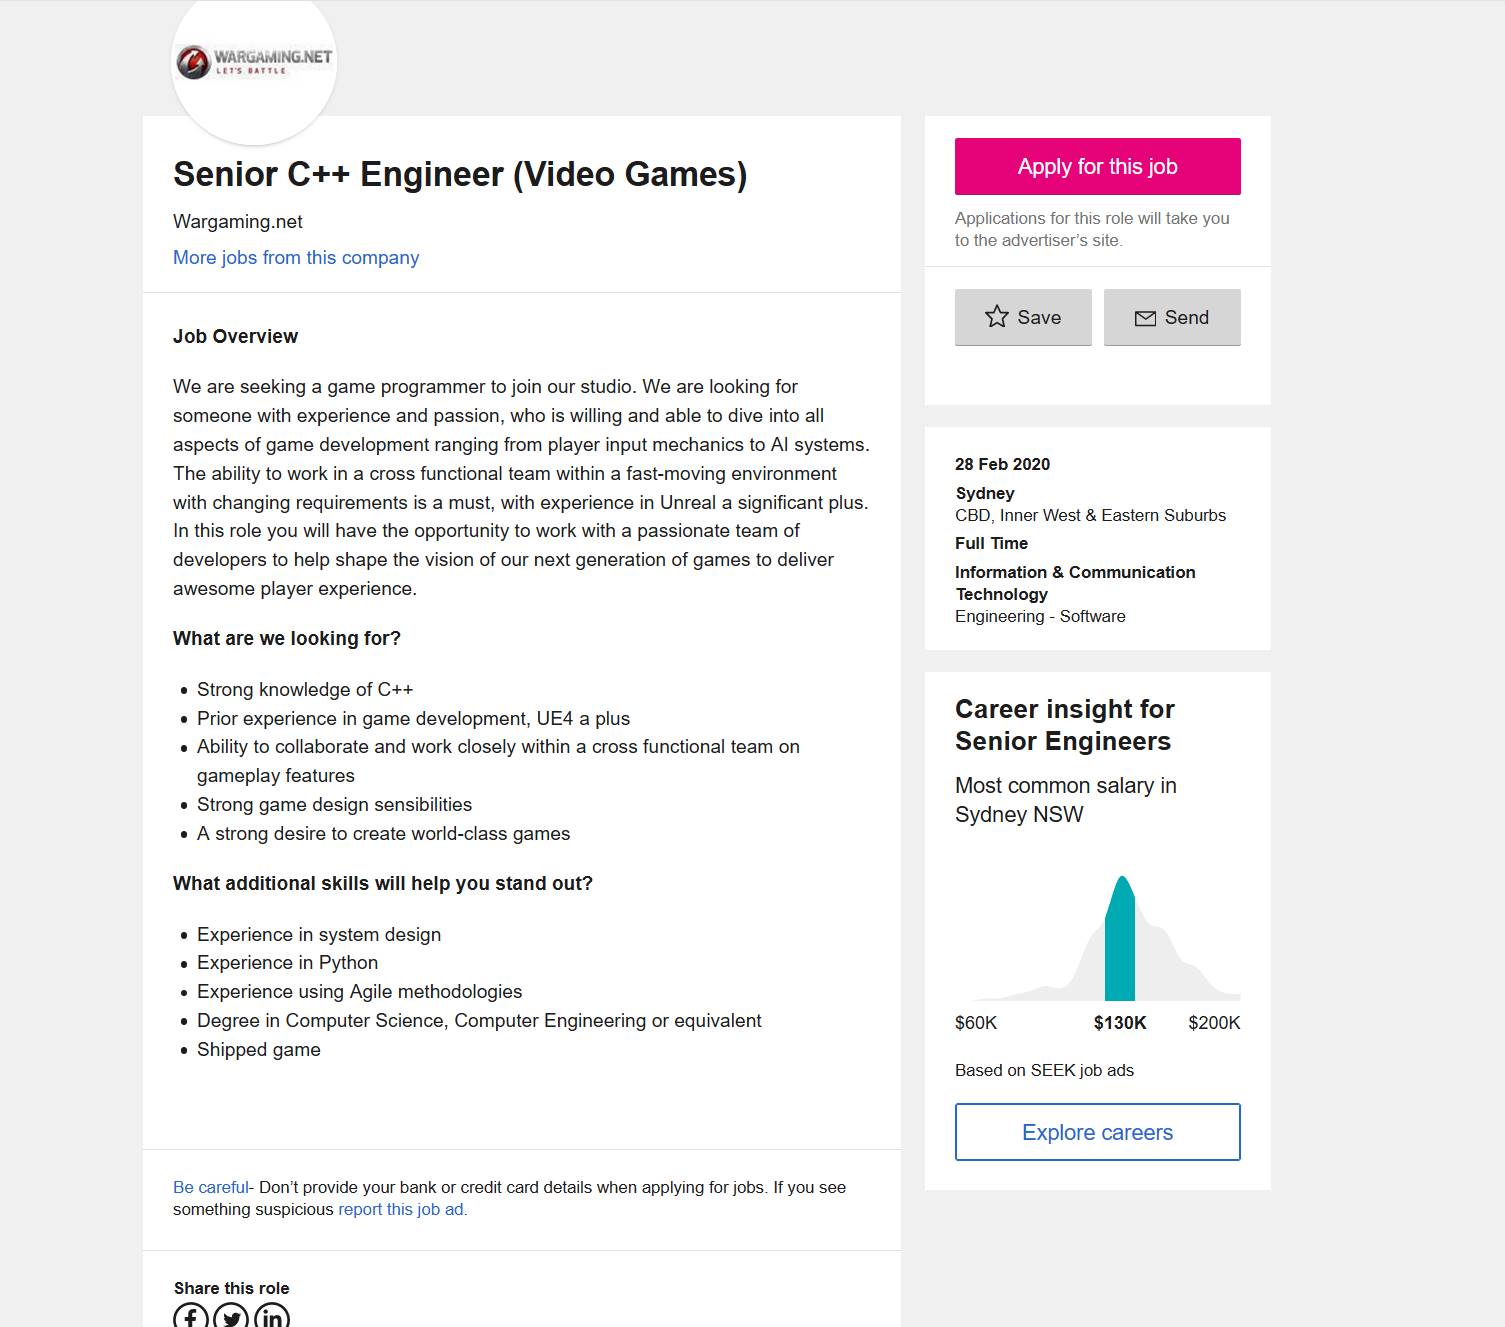 WARGAMING.NET
LET'S BATTLE
Senior C++ Engineer (Video Games)
Wargaming.net
More jobs from this company
Job Overview
We are seeking a game programmer to join our studio. We are looking for
someone with experience and passion, who is willing and able to dive into all
aspects of game development ranging from player input mechanics to AI systems.
The ability to work in a cross functional team within a fast-moving environment
with changing requirements is a must, with experience in Unreal a significant plus.
In this role you will have the opportunity to work with a passionate team of
developers to help shape the vision of our next generation of games to deliver
awesome player experience.
What are we looking for?
• Strong knowledge of C++
• Prior experience in game development, UE4 a plus
• Ability to collaborate and work closely within a cross functional team on
gameplay features
• Strong game design sensibilities
• A strong desire to create world-class games
What additional skills will help you stand out?
• Experience in system design
• Experience in Python
• Experience using Agile methodologies
• Degree in Computer Science, Computer Engineering or equivalent
• Shipped game
Be careful- Don’t provide your bank or credit card details when applying for jobs. If you see
something suspicious report this job ad.
Share this role
Apply for this job
Applications for this role will take you
to the advertiser’s site.
Save
Send
28 Feb 2020
Sydney
CBD, Inner West & Eastern Suburbs
Full Time
Information & Communication
Technology
Engineering - Software
Career insight for
Senior Engineers
Most common salary in
Sydney NSW
$60K $130K $200K
Based on SEEK job ads
Explore careers